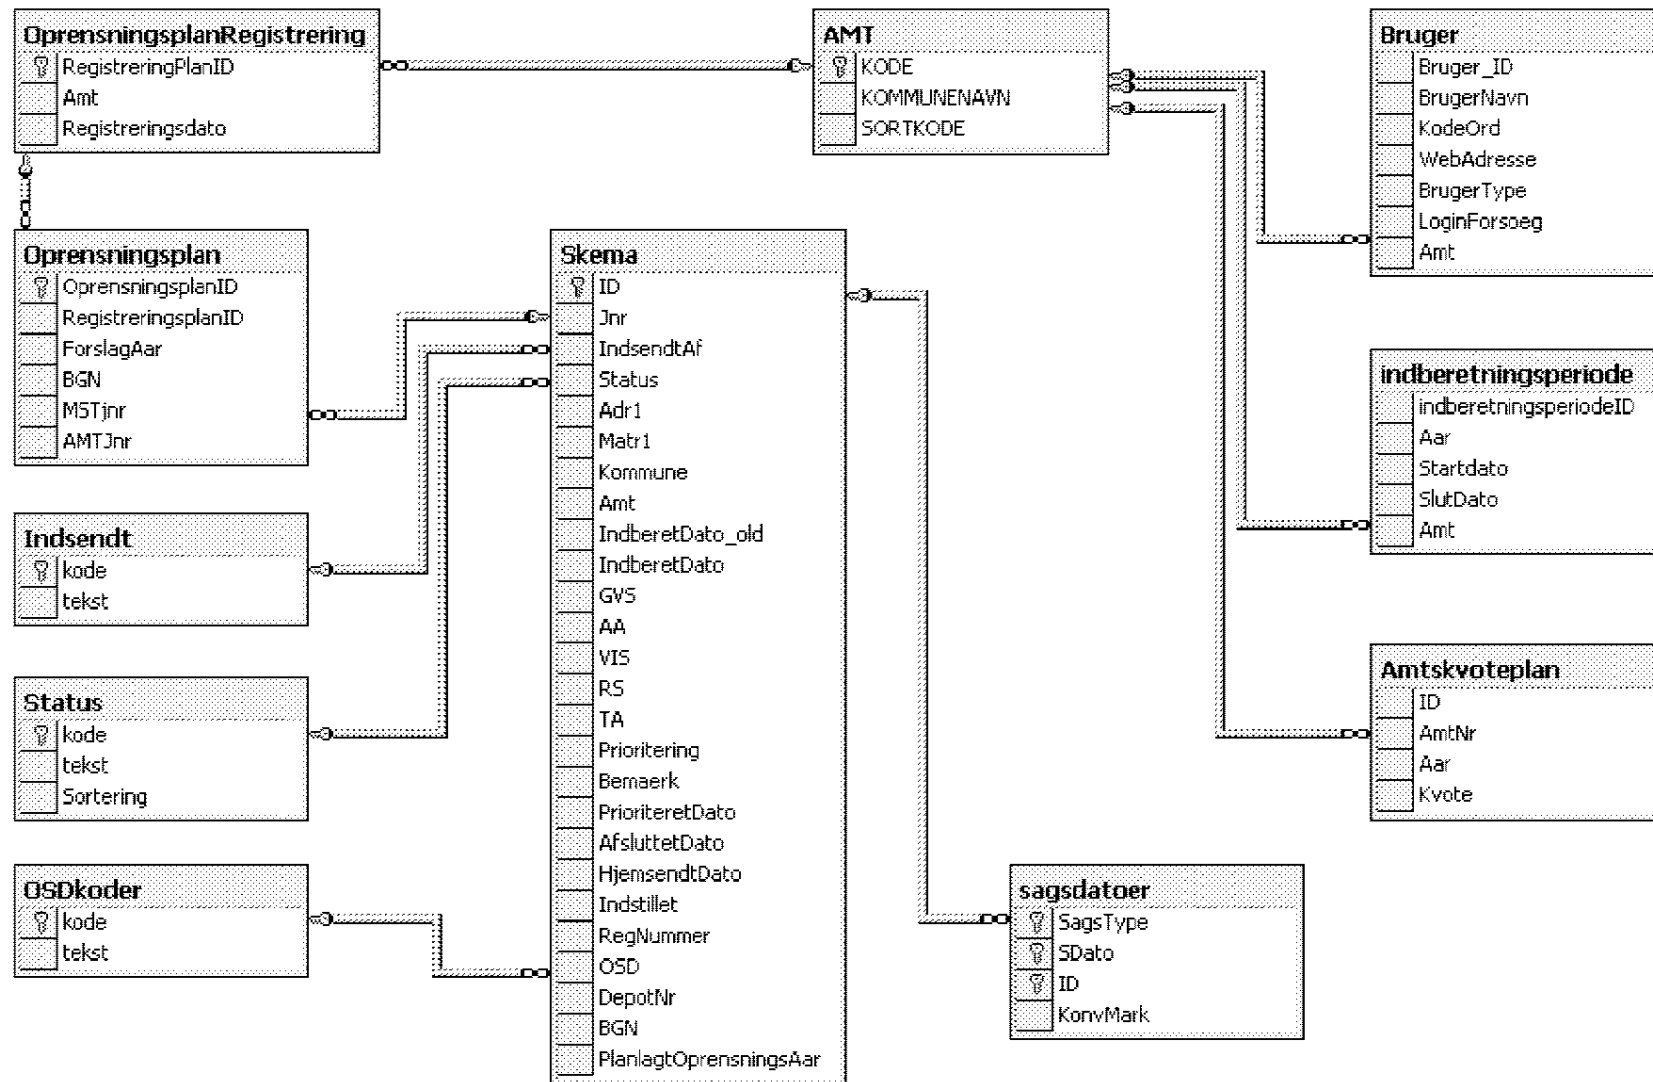 OprensningsplanRegistrering
RegistreringPlanID
Amt
Registreringsdato
AMT
KODE
KOMMUNENAVN
SORTKODE
Bruger
Bruger_ID
BrugerNavn
KodeOrd
WebAdresse
BrugerType
LoginForsoeg
Amt
Oprensningsplan
OprensningsplanID
RegistreringsplanID
ForslagAar
BGN
MSTjnr
AMTJnr
Skema
ID
Jnr
IndsendtAf
Status
Adr1
Matr1
Kommune
Amt
IndberetDato_old
IndberetDato
GVS
AA
VIS
RS
TA
Prioritering
Bemaerk
PrioriteretDato
AfsluttetDato
HjemsendtDato
Indstillet
RegNummer
OSD
DepotNr
BGN
PlanlagtOprensningsAar
indberetningsperiode
indberetningsperiodeID
Aar
Startdato
SlutDato
Amt
Indsendt
kode
tekst
Status
kode
tekst
Sortering
Amtskvoteplan
ID
AmtNr
Aar
Kvote
OSDkoder
kode
tekst
sagsdatoer
SagsType
SDato
ID
KonvMark